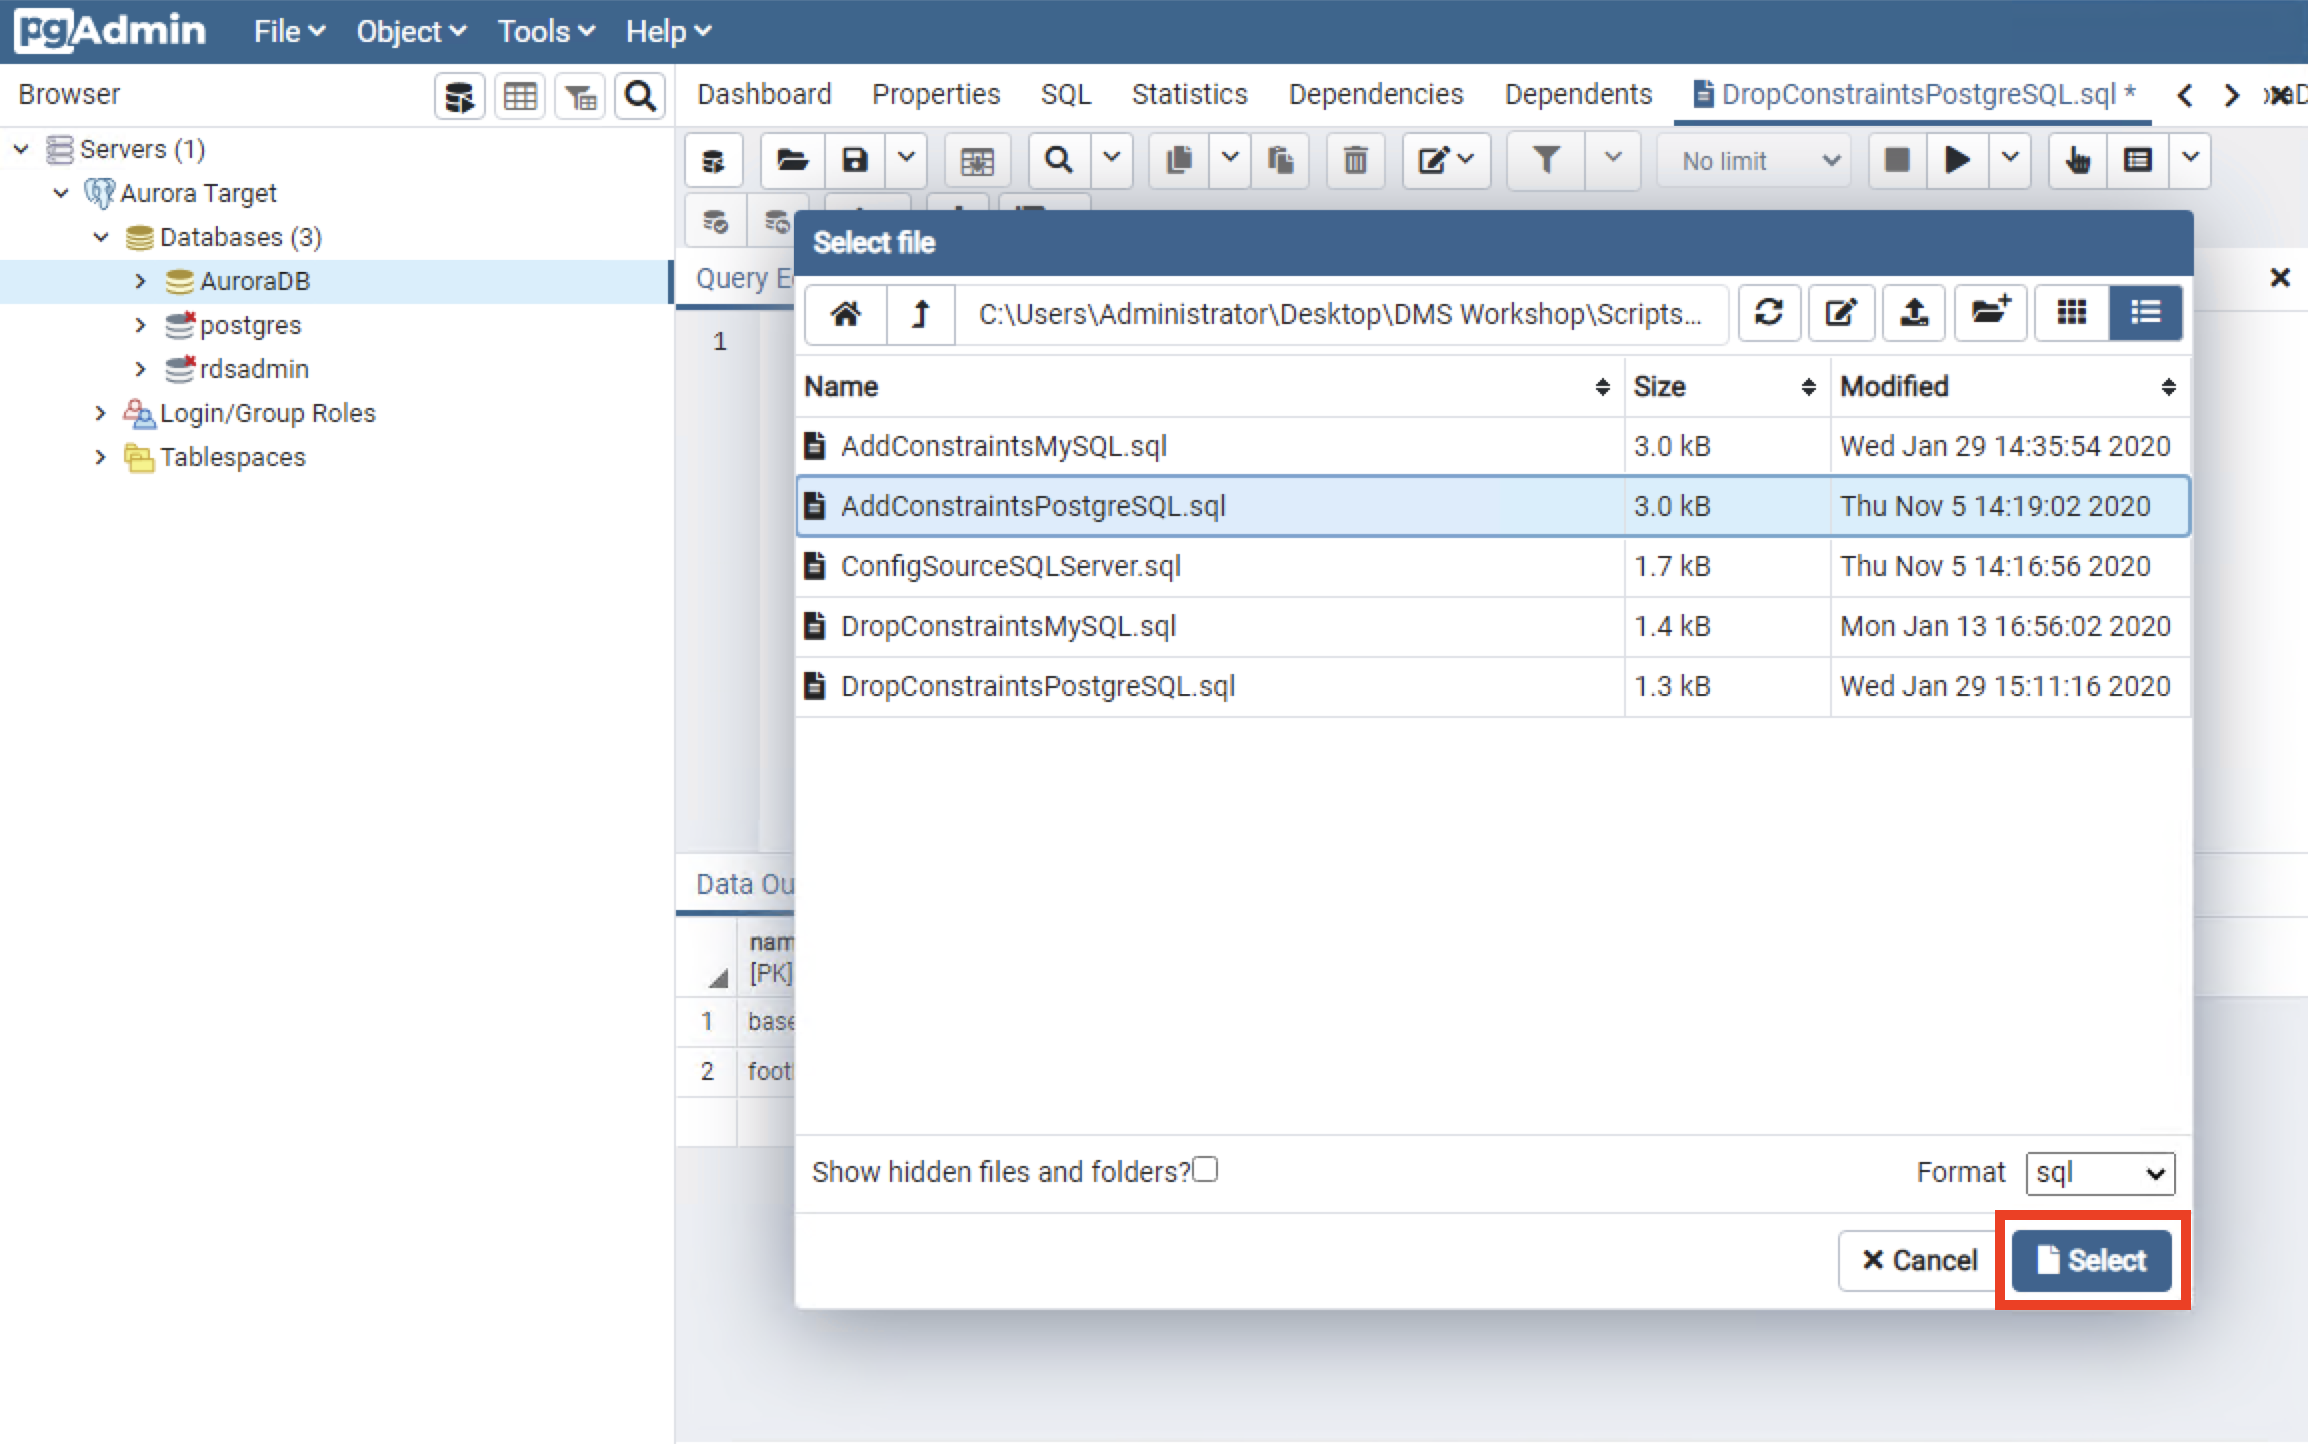 pgAdmin File Object Tools Help
Browser
Dashboard Properties SQL Statistics Dependencies Dependents DropConstraintsPostgreSQL.sql *
Servers (1)
Aurora Target
Databases (3)
AuroraDB
postgres
rdsadmin
Login/Group Roles
Tablespaces
No limit
Query E
1
Select file
C:\Users\Administrator\Desktop\DMS Workshop\Scripts...
Name Size Modified
AddConstraintsMySQL.sql 3.0 kB Wed Jan 29 14:35:54 2020
AddConstraintsPostgreSQL.sql 3.0 kB Thu Nov 5 14:19:02 2020
ConfigSourceSQLServer.sql 1.7 kB Thu Nov 5 14:16:56 2020
DropConstraintsMySQL.sql 1.4 kB Mon Jan 13 16:56:02 2020
DropConstraintsPostgreSQL.sql 1.3 kB Wed Jan 29 15:11:16 2020
Show hidden files and folders? Format sql
Cancel Select
Data Ou
nam
[PK]
1 base
2 foot